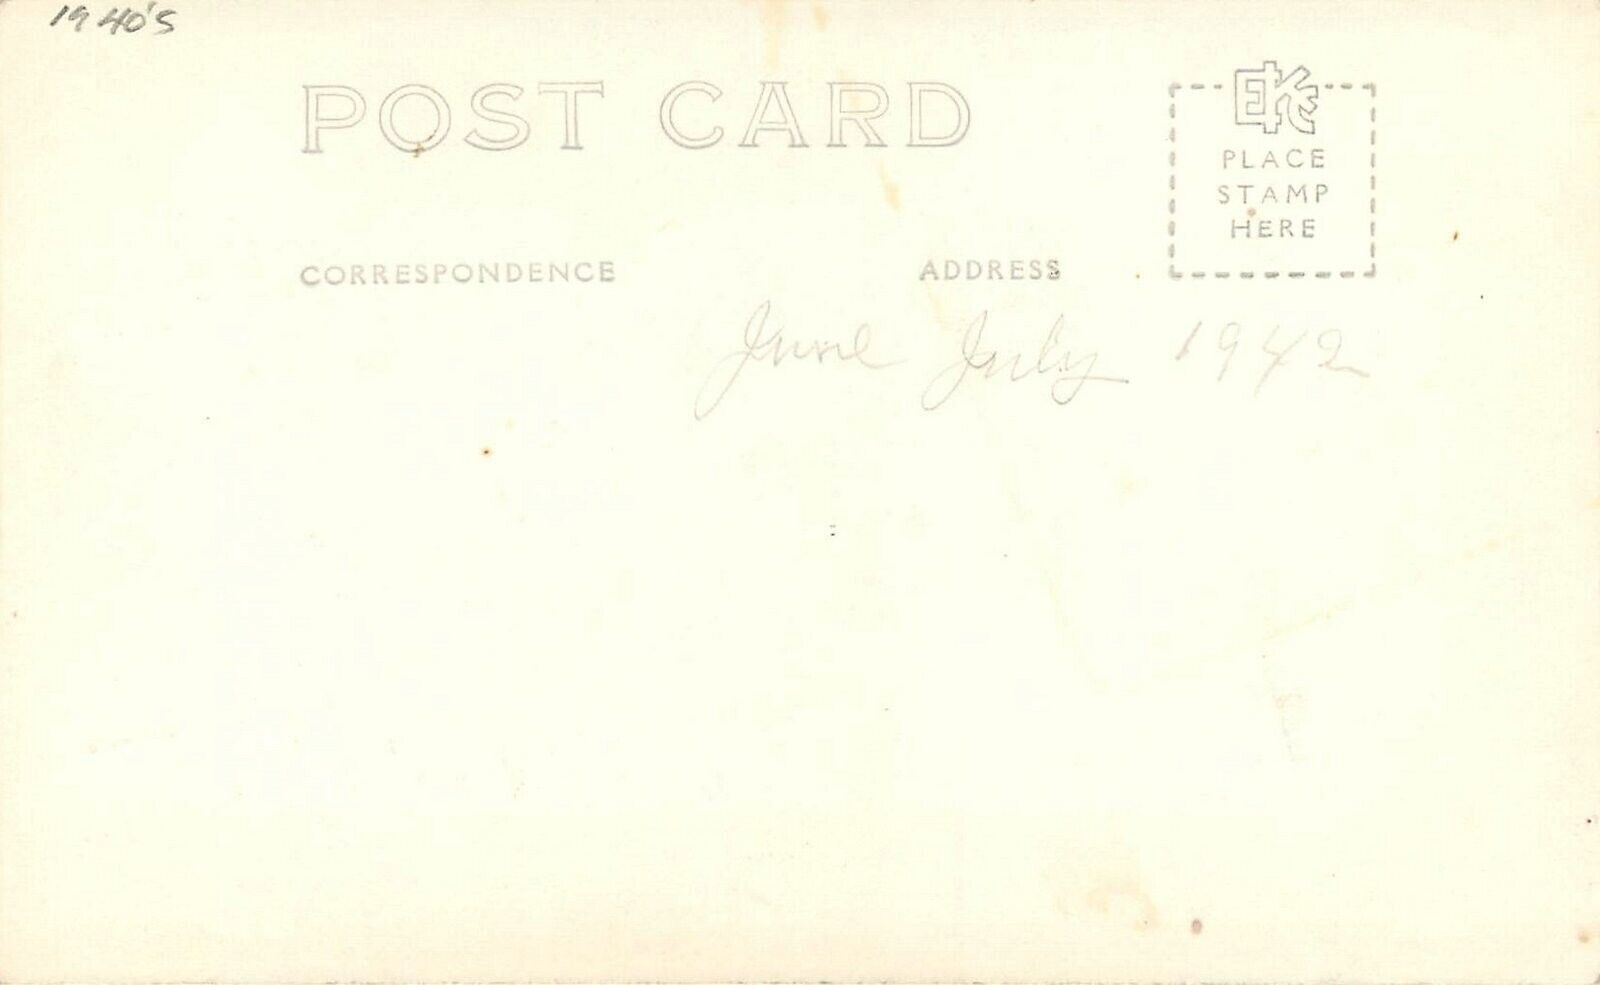 1940's
POST CARD
EKC
PLACE
STAMP
HERE
CORRESPONDENCE
ADDRESS
June July 1942